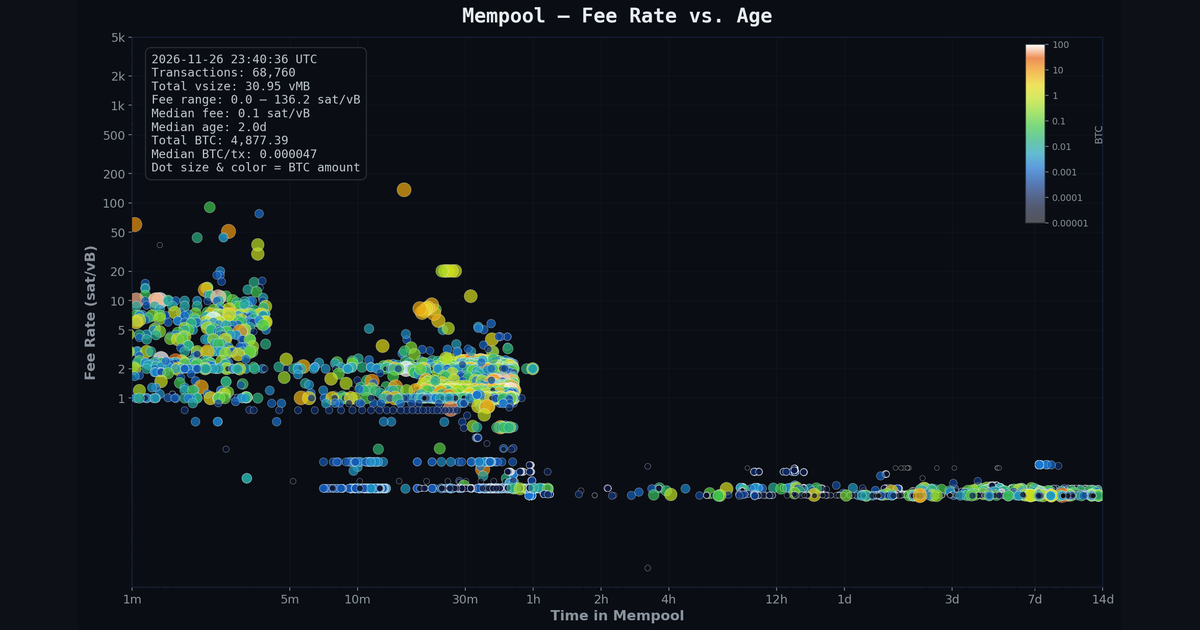 Mempool — Fee Rate vs. Age
2026-11-26 23:40:36 UTC
Transactions: 68,760
Total vsize: 30.95 vMB
Fee range: 0.0 — 136.2 sat/vB
Median fee: 0.1 sat/vB
Median age: 2.0d
Total BTC: 4,877.39
Median BTC/tx: 0.000047
Dot size & color = BTC amount
Fee Rate (sat/vB)
5k
2k
1k
500
200
100
50
20
10
5
2
1
100
10
1
0.1
0.01
0.001
0.0001
0.00001
BTC
1m 5m 10m 30m 1h 2h 4h 12h 1d 3d 7d 14d
Time in Mempool